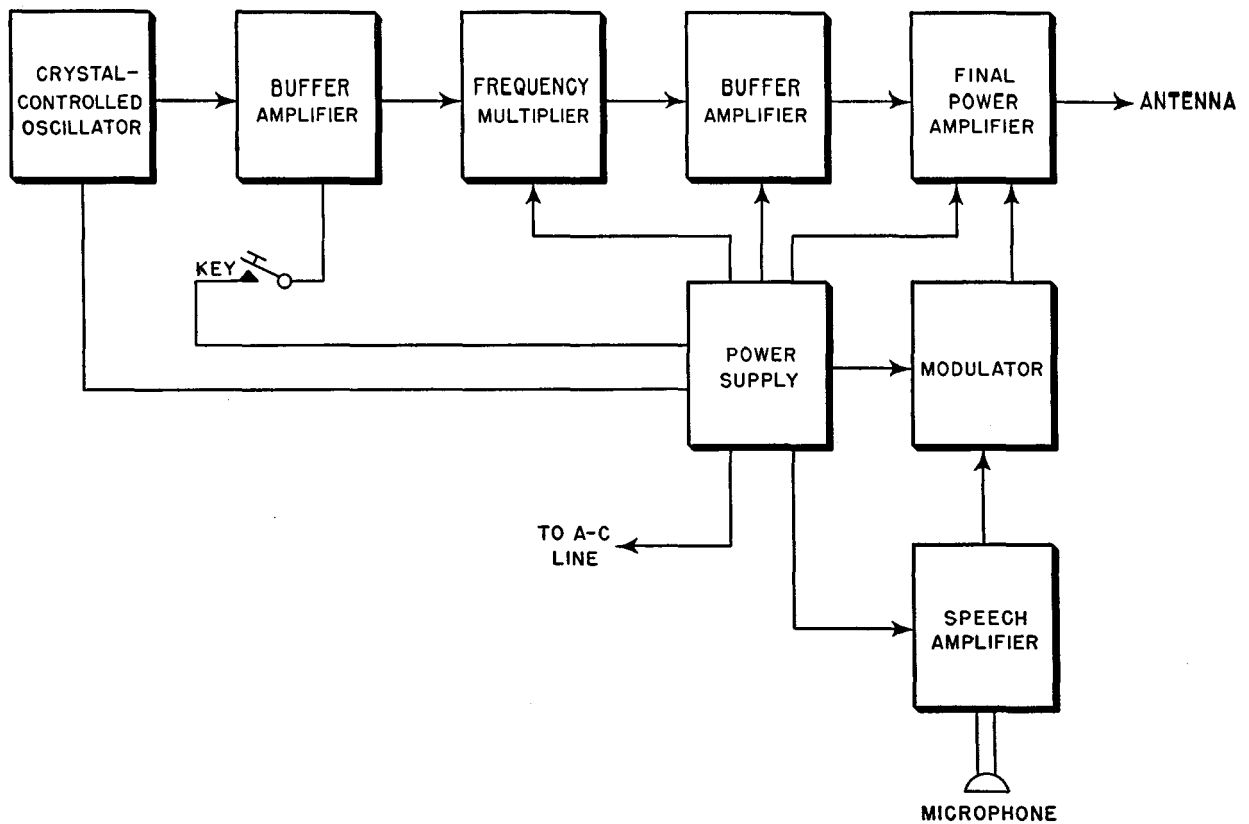 CRYSTAL-
CONTROLLED
OSCILLATOR
BUFFER
AMPLIFIER
FREQUENCY
MULTIPLIER
BUFFER
AMPLIFIER
FINAL
POWER
AMPLIFIER
ANTENNA
KEY
POWER
SUPPLY
MODULATOR
TO A-C
LINE
SPEECH
AMPLIFIER
MICROPHONE